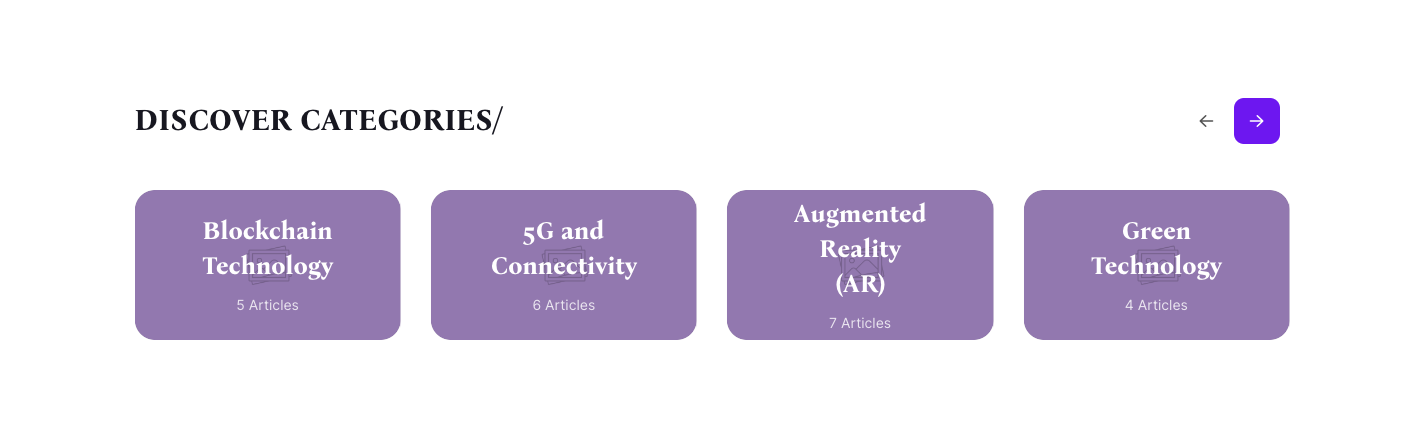 DISCOVER CATEGORIES/
Blockchain
Technology
5 Articles
5G and
Connectivity
6 Articles
Augmented
Reality
(AR)
7 Articles
Green
Technology
4 Articles